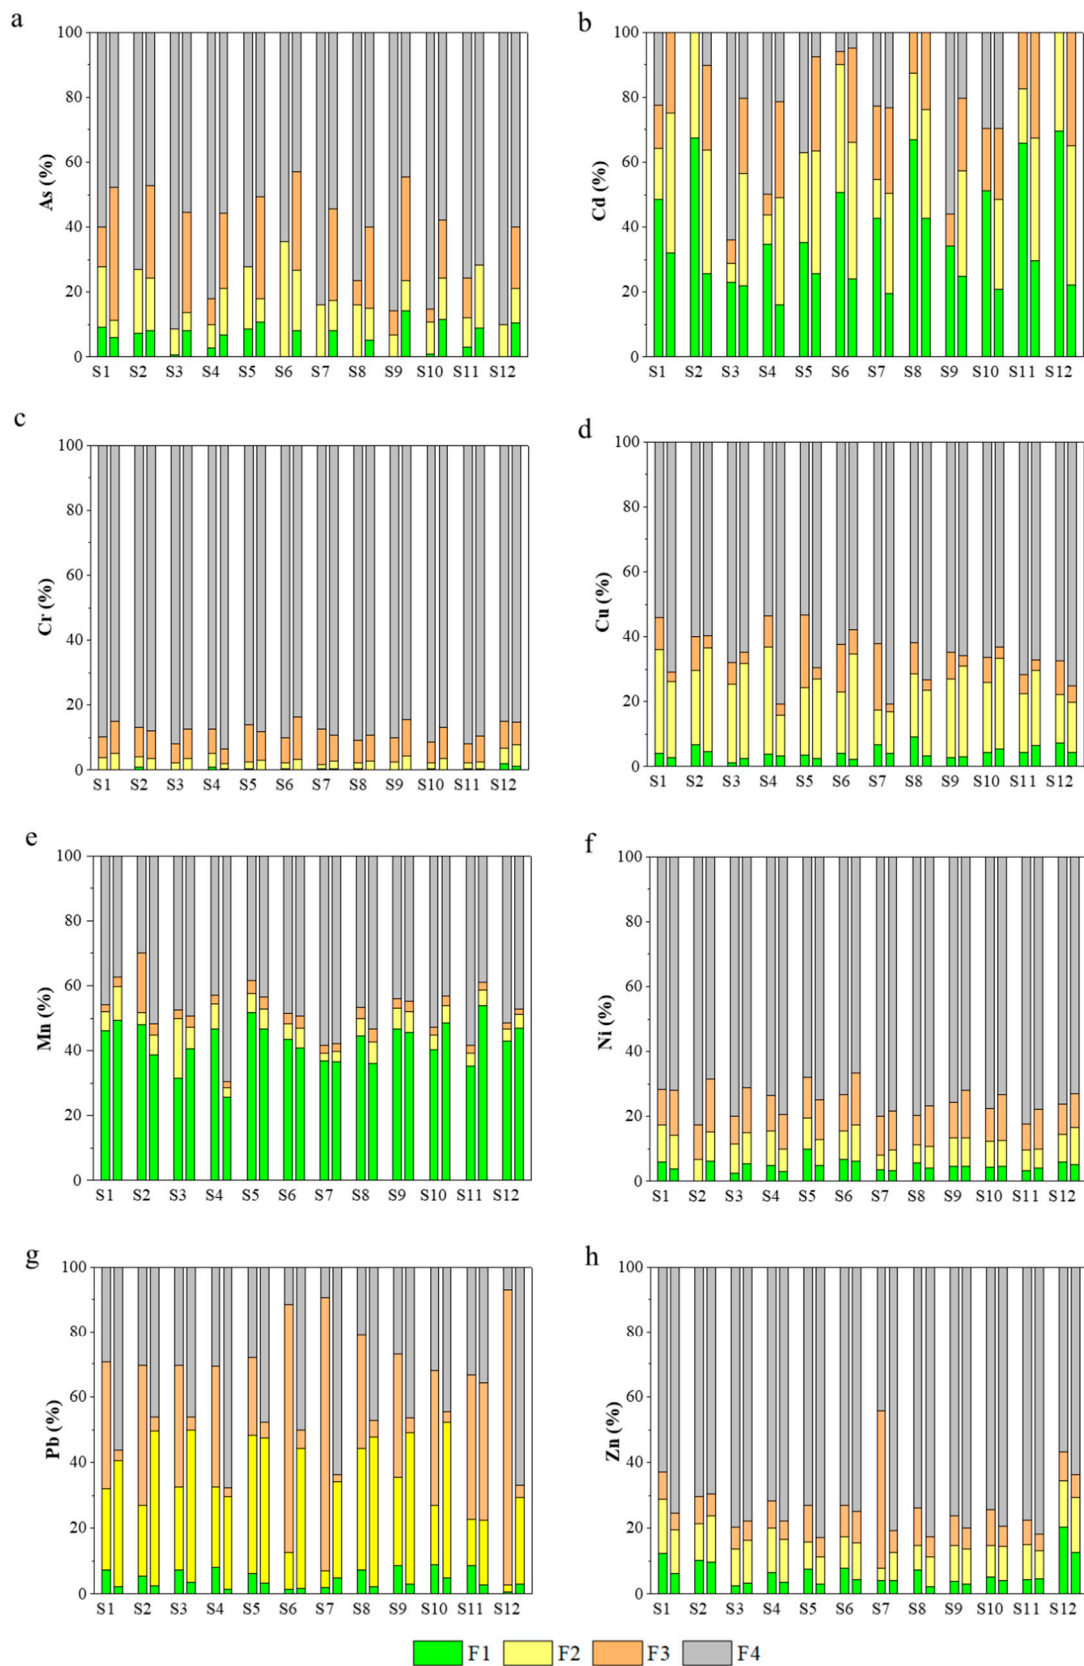 a
As (%)
100
80
60
40
20
0
S1 S2 S3 S4 S5 S6 S7 S8 S9 S10 S11 S12
b
Cd (%)
100
80
60
40
20
0
S1 S2 S3 S4 S5 S6 S7 S8 S9 S10 S11 S12
c
Cr (%)
100
80
60
40
20
0
S1 S2 S3 S4 S5 S6 S7 S8 S9 S10 S11 S12
d
Cu (%)
100
80
60
40
20
0
S1 S2 S3 S4 S5 S6 S7 S8 S9 S10 S11 S12
e
Mn (%)
100
80
60
40
20
0
S1 S2 S3 S4 S5 S6 S7 S8 S9 S10 S11 S12
f
Ni (%)
100
80
60
40
20
0
S1 S2 S3 S4 S5 S6 S7 S8 S9 S10 S11 S12
g
Pb (%)
100
80
60
40
20
0
S1 S2 S3 S4 S5 S6 S7 S8 S9 S10 S11 S12
h
Zn (%)
100
80
60
40
20
0
S1 S2 S3 S4 S5 S6 S7 S8 S9 S10 S11 S12
F1 F2 F3 F4